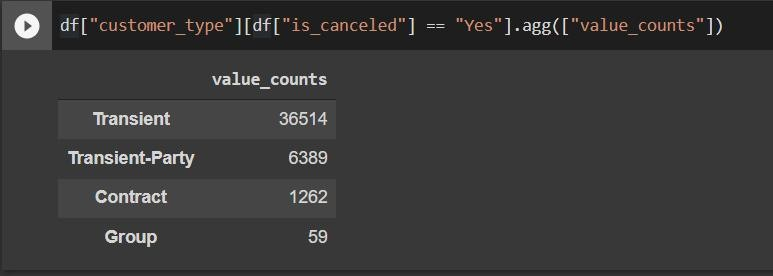 df["customer_type"][df["is_canceled"] == "Yes"].agg(["value_counts"])
value_counts
Transient 36514
Transient-Party 6389
Contract 1262
Group 59